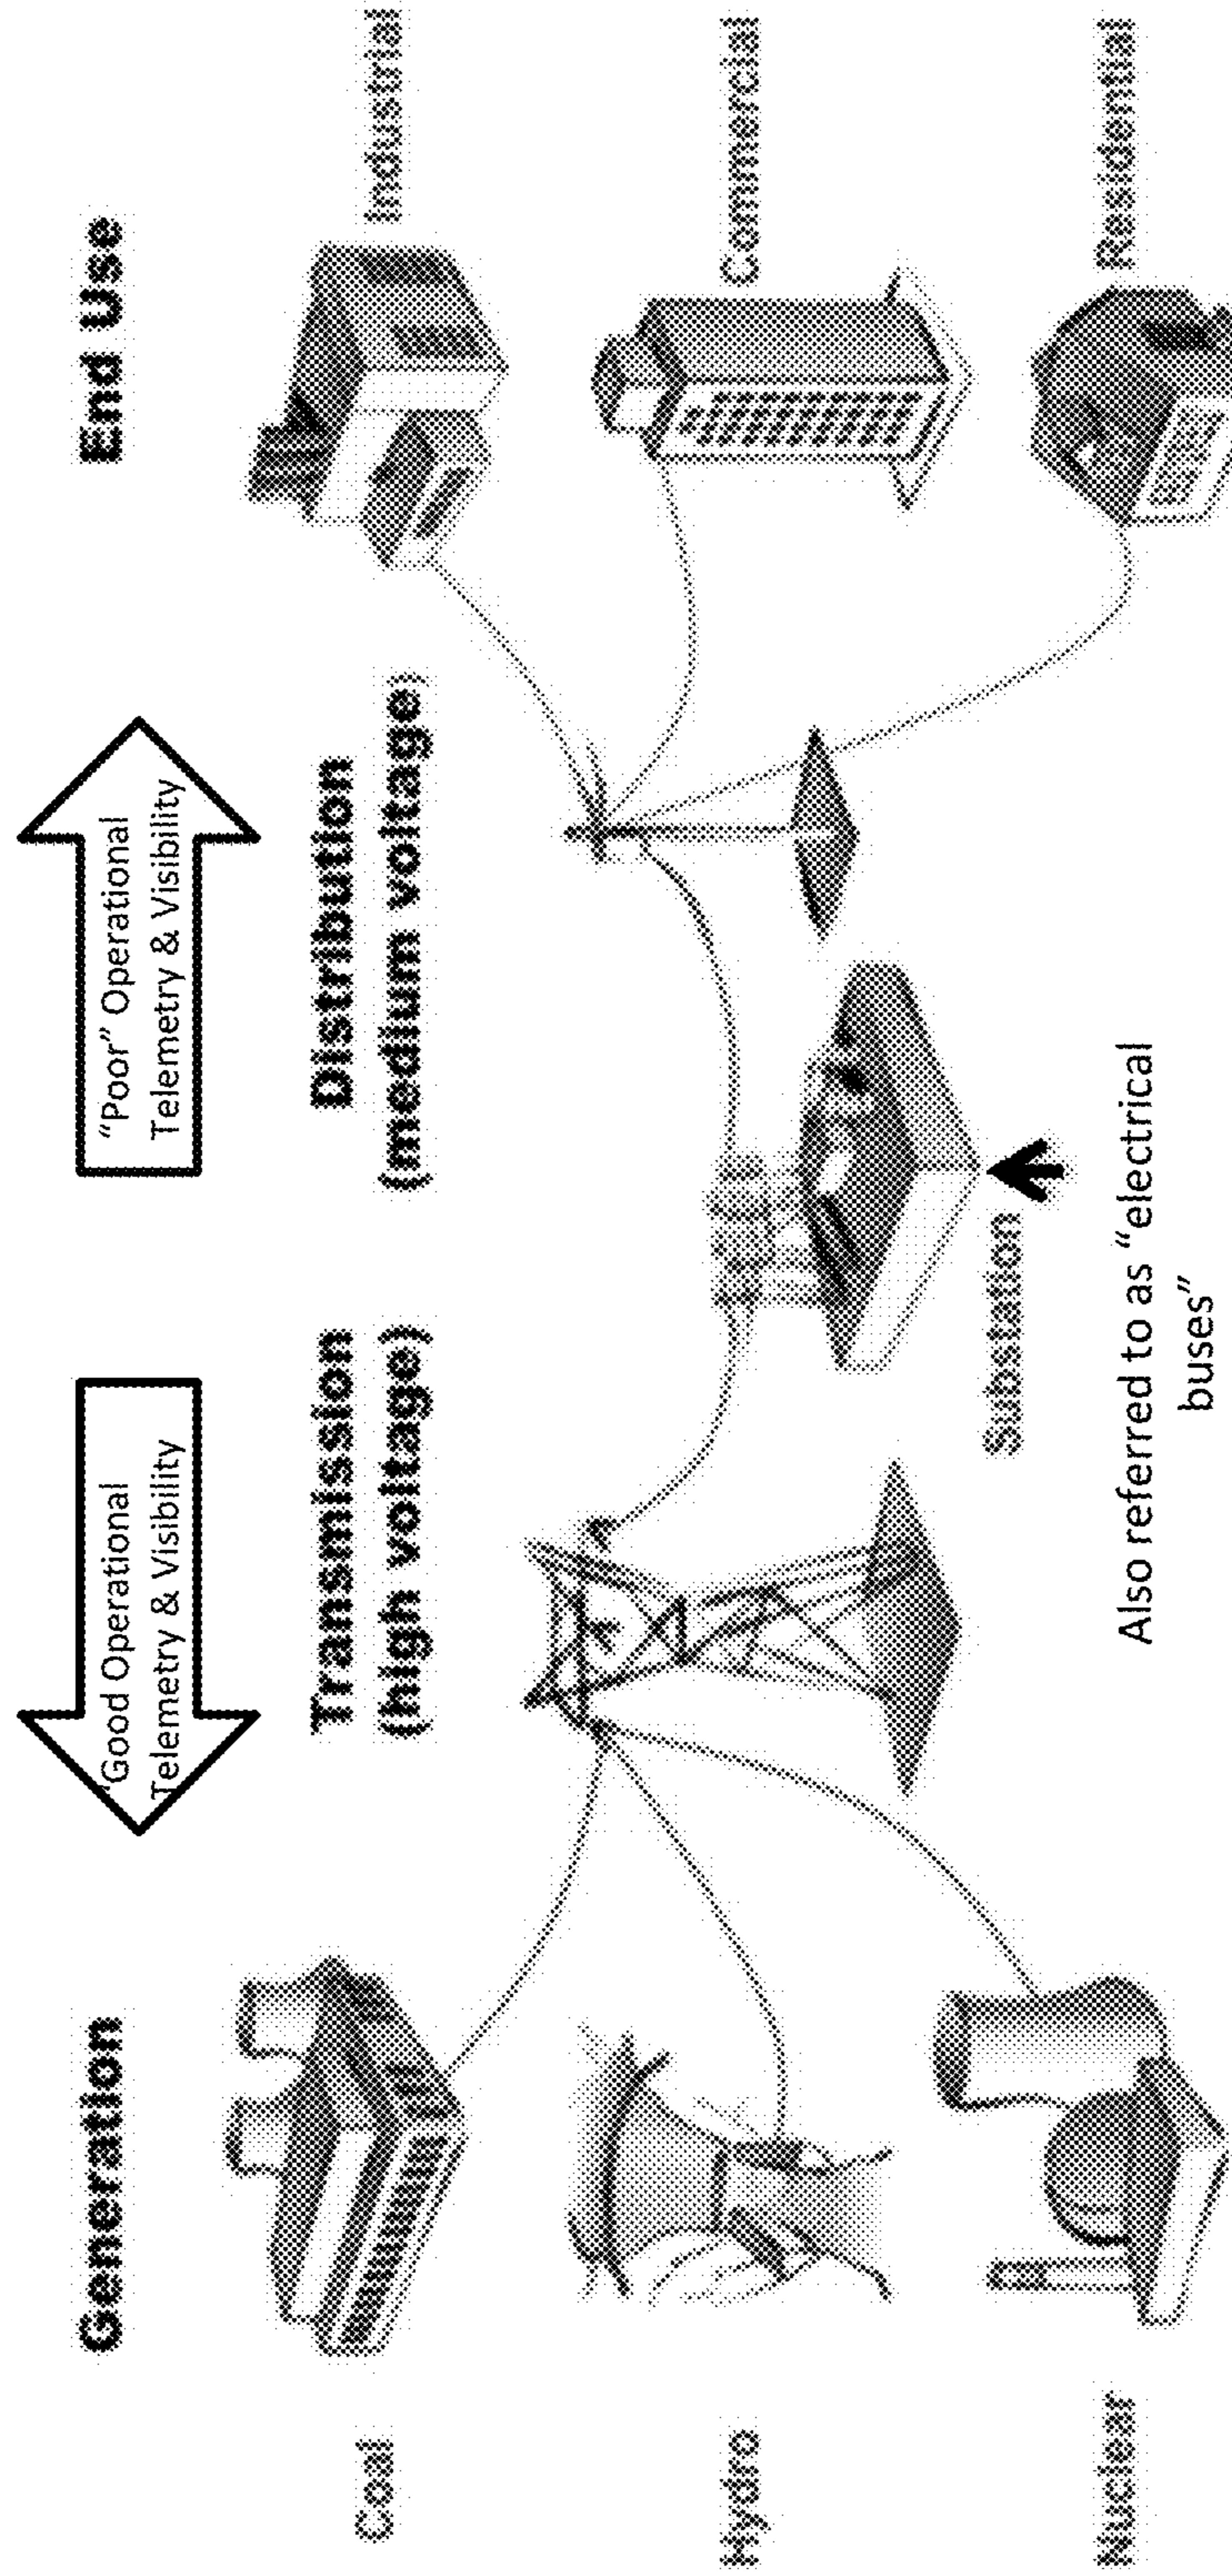 Generation
"Good Operational
Telemetry & Visibility
"Poor" Operational
Telemetry & Visibility
End Use
Transmission
(high voltage)
Distribution
(medium voltage)
Coal
Hydro
Nuclear
Industrial
Commercial
Residential
Substation
Also referred to as "electrical
buses"